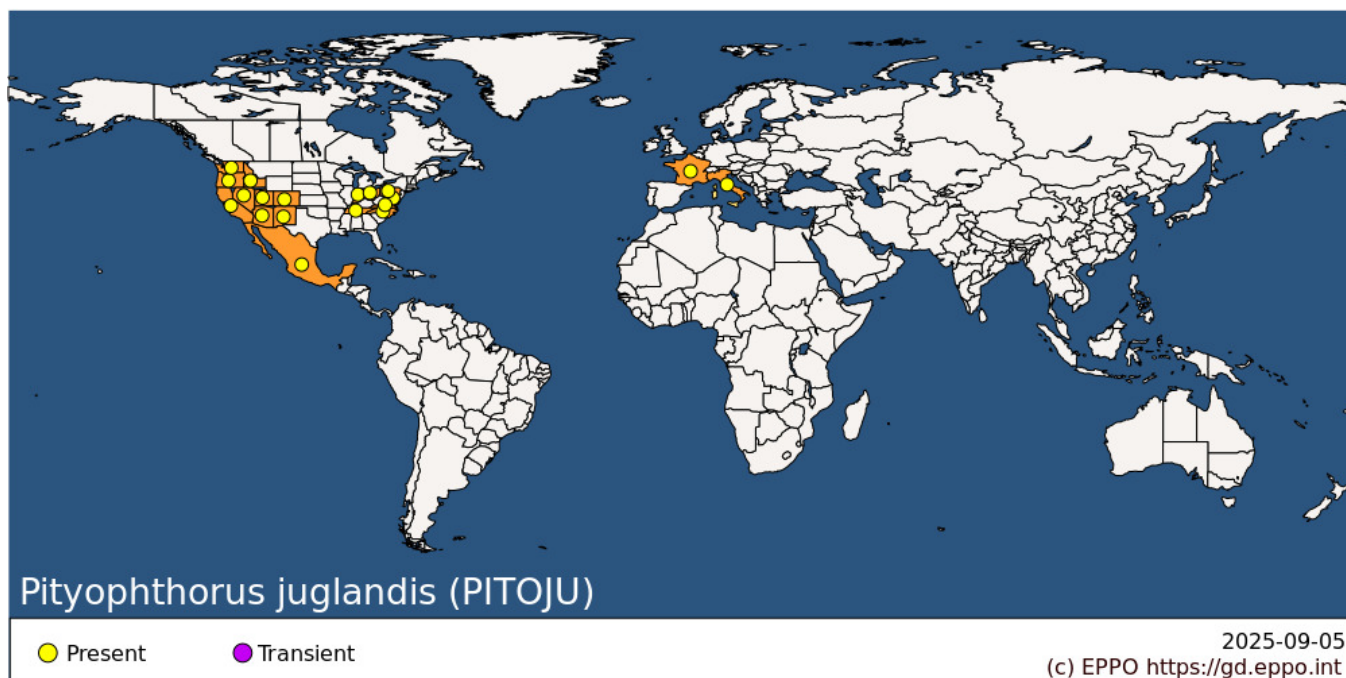 Pityophthorus juglandis (PITOJU)
Present
Transient
2025-09-05
(c) EPPO https://gd.eppo.int